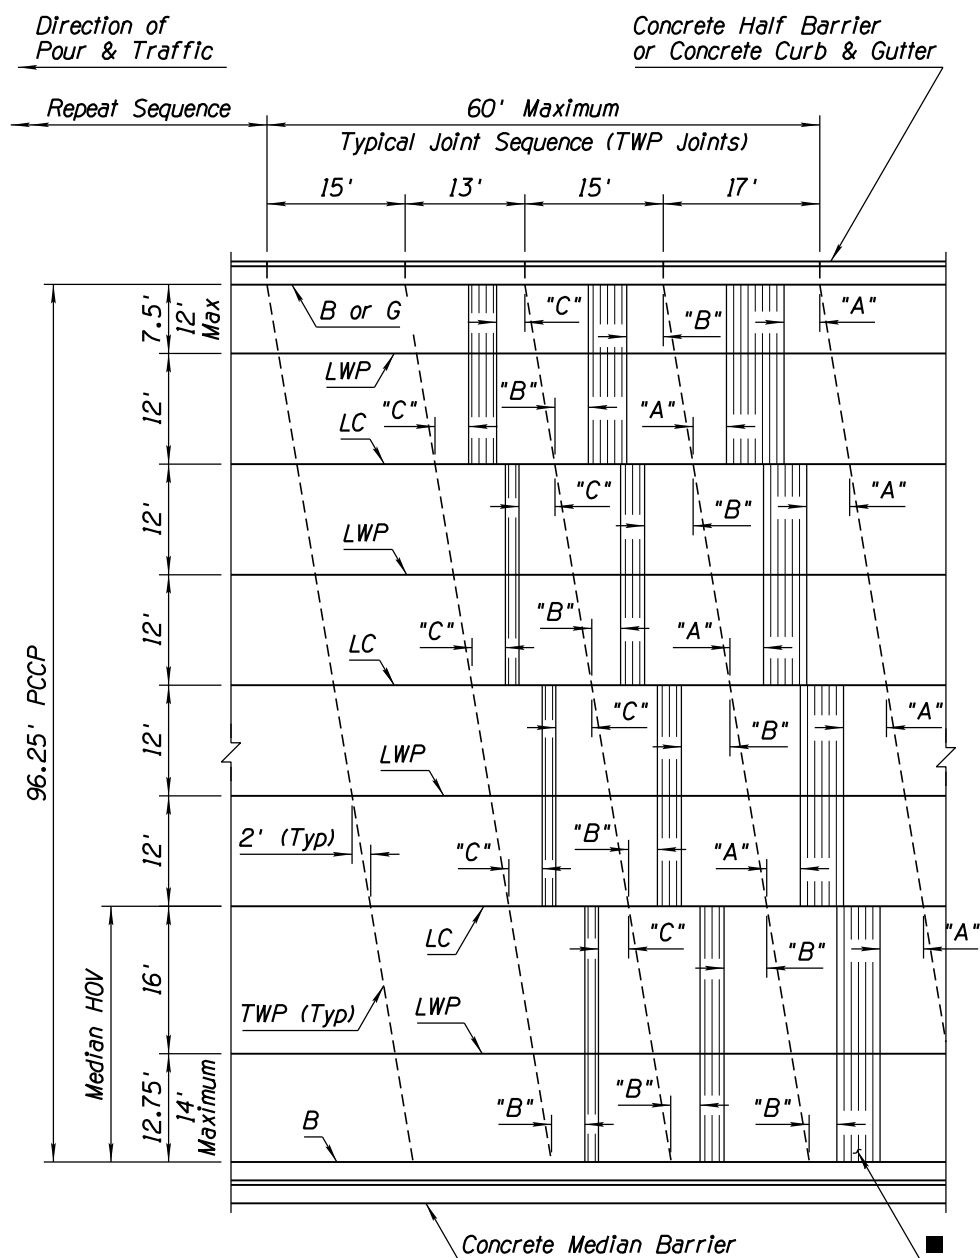 Direction of
Pour & Traffic
Concrete Half Barrier
or Concrete Curb & Gutter
Repeat Sequence
60' Maximum
Typical Joint Sequence (TWP Joints)
15'
13'
15'
17'
7.5'
12'
Max
B or G
"C"
"B"
"A"
LWP
12'
"C"
"B"
"A"
LC
12'
"C"
"B"
"A"
LWP
12'
"C"
"B"
"A"
LC
96.25' PCCP
12'
"C"
"B"
"A"
LWP
12'
2' (Typ)
"C"
"B"
"A"
LC
Median HOV
16'
"C"
"B"
"A"
TWP (Typ)
LWP
12.75'
14'
Maximum
B
"B"
"B"
"B"
Concrete Median Barrier